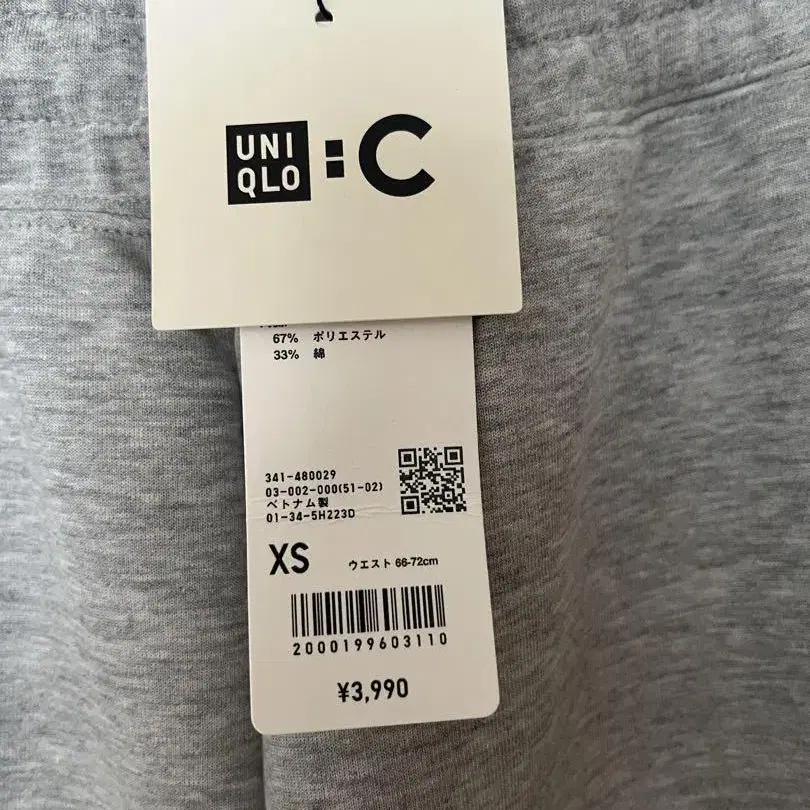 UNI
QLO
:C
67% ポリエステル
33% 綿
341-480029
03-002-000(51-02)
ベトナム製
01-34-5H223D
XS ウエスト 66-72cm
2000199603110
¥3,990